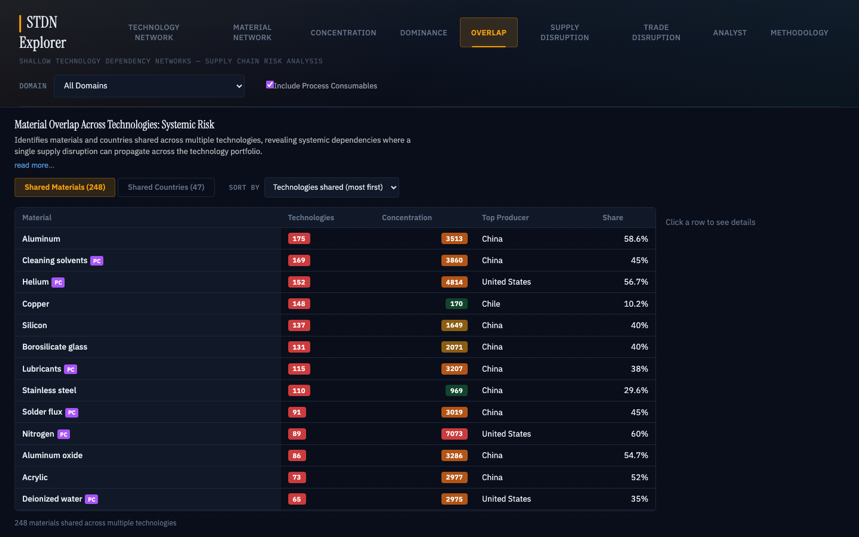 STDN
Explorer
TECHNOLOGY
NETWORK
MATERIAL
NETWORK
CONCENTRATION
DOMINANCE
OVERLAP
SUPPLY
DISRUPTION
TRADE
DISRUPTION
ANALYST
METHODOLOGY
SHALLOW TECHNOLOGY DEPENDENCY NETWORKS — SUPPLY CHAIN RISK ANALYSIS
DOMAIN All Domains Include Process Consumables
Material Overlap Across Technologies: Systemic Risk
Identifies materials and countries shared across multiple technologies, revealing systemic dependencies where a
single supply disruption can propagate across the technology portfolio.
read more...
Shared Materials (248) Shared Countries (47) SORT BY Technologies shared (most first)
Material Technologies Concentration Top Producer Share
Click a row to see details
Aluminum 175 3513 China 58.6%
Cleaning solvents PC 169 3860 China 45%
Helium PC 152 4814 United States 56.7%
Copper 148 170 Chile 10.2%
Silicon 137 1649 China 40%
Borosilicate glass 131 2071 China 40%
Lubricants PC 115 3207 China 38%
Stainless steel 110 969 China 29.6%
Solder flux PC 91 3019 China 45%
Nitrogen PC 89 7073 United States 60%
Aluminum oxide 86 3286 China 54.7%
Acrylic 73 2977 China 52%
Deionized water PC 65 2975 United States 35%
248 materials shared across multiple technologies